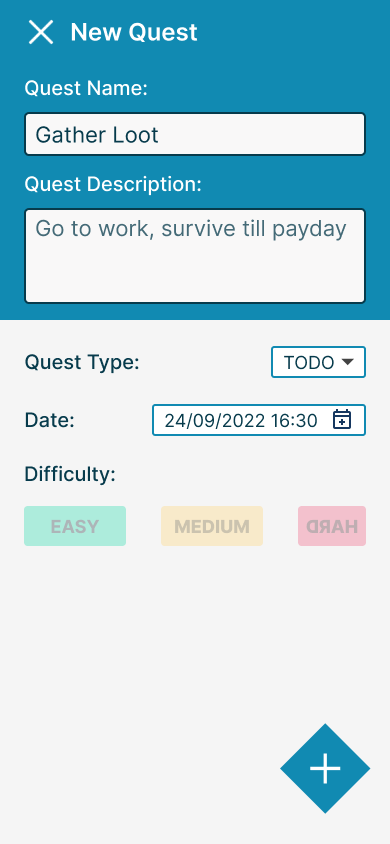 New Quest
Quest Name:
Gather Loot
Quest Description:
Go to work, survive till payday
Quest Type:
TODO
Date:
24/09/2022 16:30
Difficulty:
EASY
MEDIUM
HARD